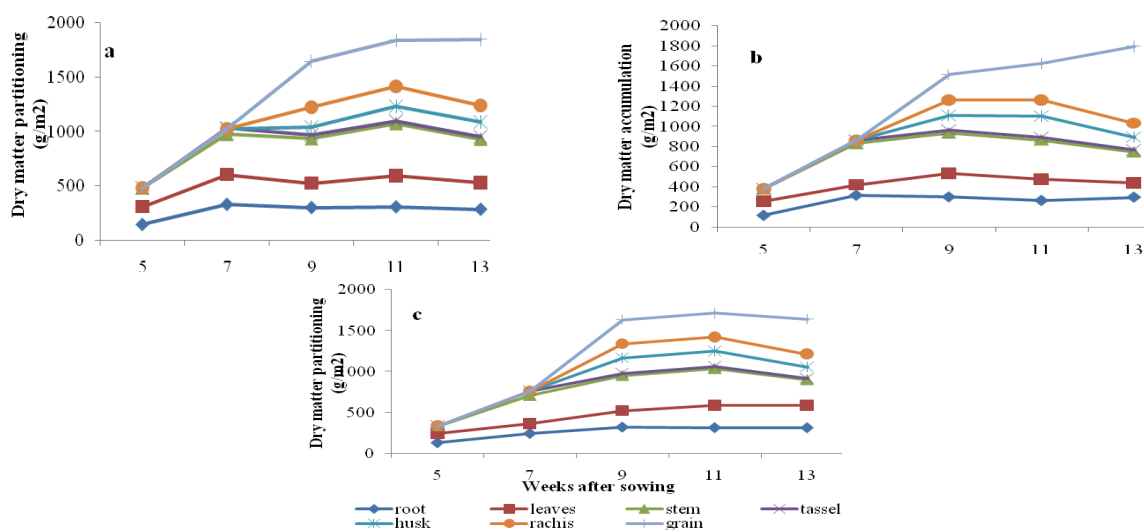 Dry matter partitioning
(g/m2)
2000
1500
1000
500
0
a
5 7 9 11 13
Dry matter accumulation
(g/m2)
2000
1800
1600
1400
1200
1000
800
600
400
200
0
b
5 7 9 11 13
Dry matter partitioning
(g/m2)
2000
1500
1000
500
0
c
5 7 9 11 13
Weeks after sowing
root leaves stem tassel
husk rachis grain